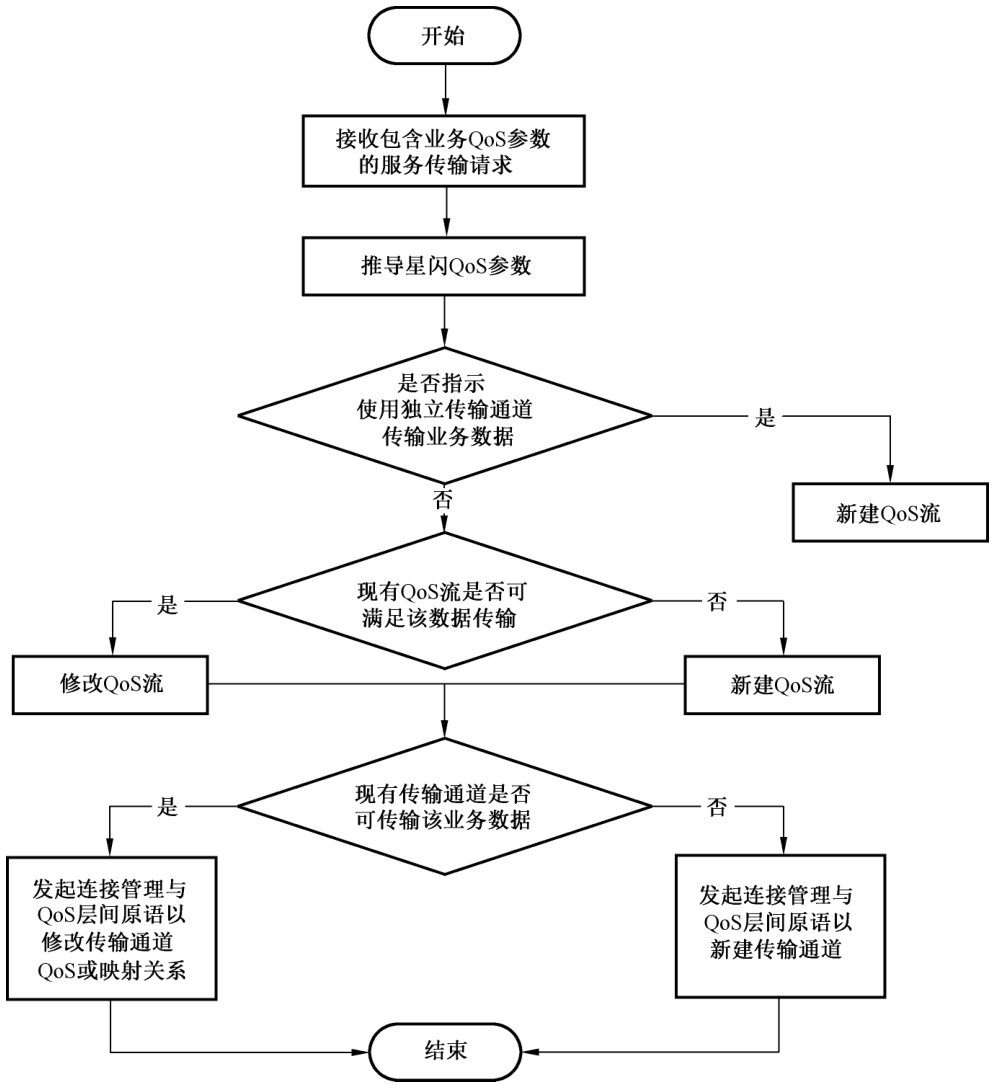 开始
接收包含业务QoS参数
的服务传输请求
推导星闪QoS参数
是否指示
使用独立传输通道
传输业务数据
是
新建QoS流
否
现有QoS流是否可
满足该数据传输
是
否
修改QoS流
新建QoS流
现有传输通道是否
可传输该业务数据
是
否
发起连接管理与
QoS层间原语以
修改传输通道
QoS或映射关系
发起连接管理与
QoS层间原语以
新建传输通道
结束